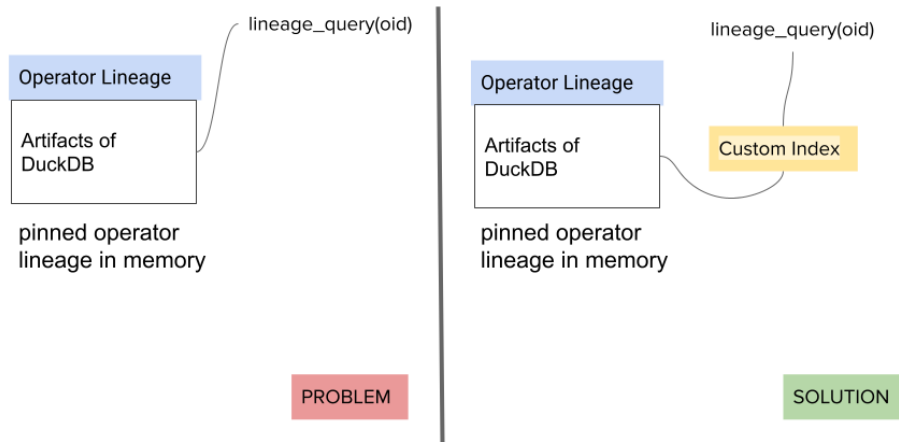 lineage_query(oid)
Operator Lineage
Artifacts of
DuckDB
pinned operator
lineage in memory
PROBLEM
lineage_query(oid)
Operator Lineage
Custom Index
Artifacts of
DuckDB
pinned operator
lineage in memory
SOLUTION